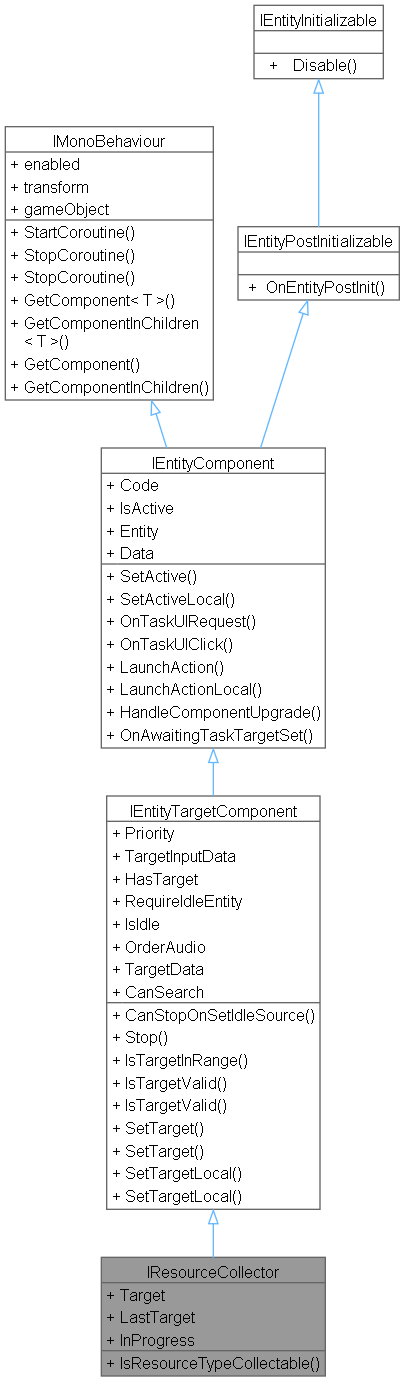 IEntityInitializable
+ Disable()
IMonoBehaviour
+ enabled
+ transform
+ gameObject
+ StartCoroutine()
+ StopCoroutine()
+ StopCoroutine()
+ GetComponent< T >()
+ GetComponentInChildren
< T >()
+ GetComponent()
+ GetComponentInChildren()
IEntityPostInitializable
+ OnEntityPostInit()
IEntityComponent
+ Code
+ IsActive
+ Entity
+ Data
+ SetActive()
+ SetActiveLocal()
+ OnTaskUIRequest()
+ OnTaskUIClick()
+ LaunchAction()
+ LaunchActionLocal()
+ HandleComponentUpgrade()
+ OnAwaitingTaskTargetSet()
IEntityTargetComponent
+ Priority
+ TargetInputData
+ HasTarget
+ RequireIdleEntity
+ IsIdle
+ OrderAudio
+ TargetData
+ CanSearch
+ CanStopOnSetIdleSource()
+ Stop()
+ IsTargetInRange()
+ IsTargetValid()
+ IsTargetValid()
+ SetTarget()
+ SetTarget()
+ SetTargetLocal()
+ SetTargetLocal()
IResourceCollector
+ Target
+ LastTarget
+ InProgress
+ IsResourceTypeCollectable()